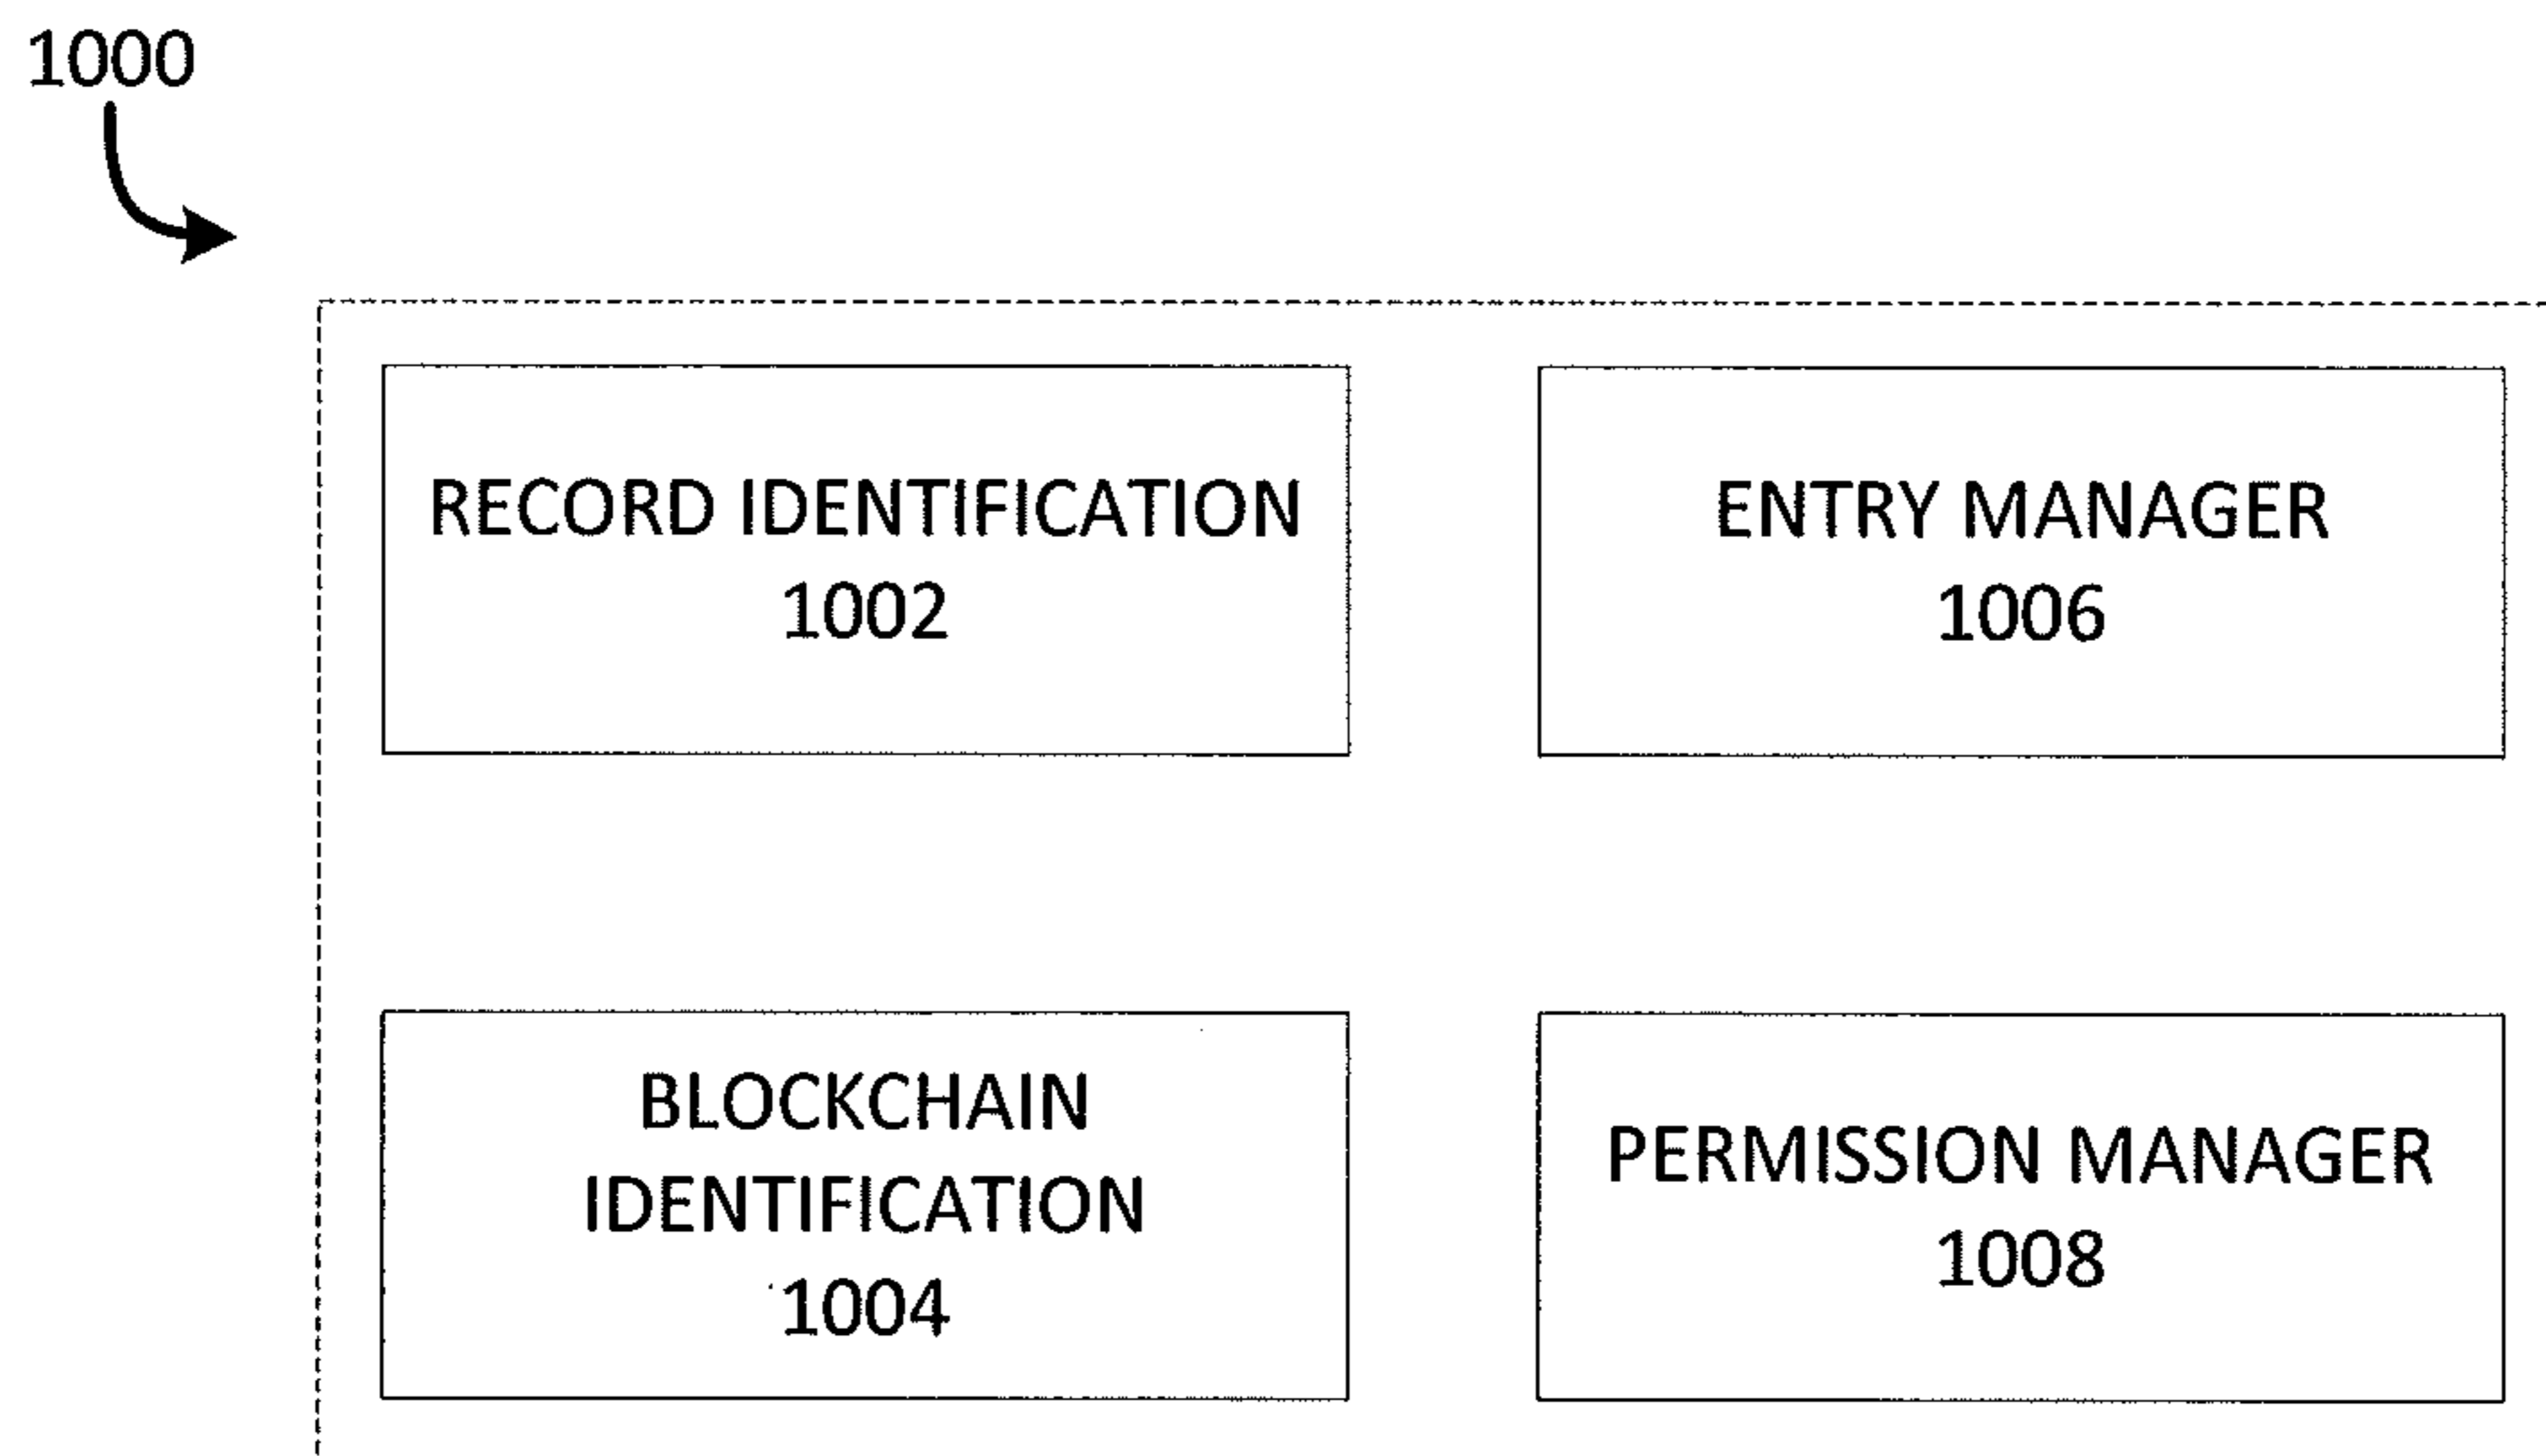 1000
RECORD IDENTIFICATION
1002
ENTRY MANAGER
1006
BLOCKCHAIN
IDENTIFICATION
1004
PERMISSION MANAGER
1008